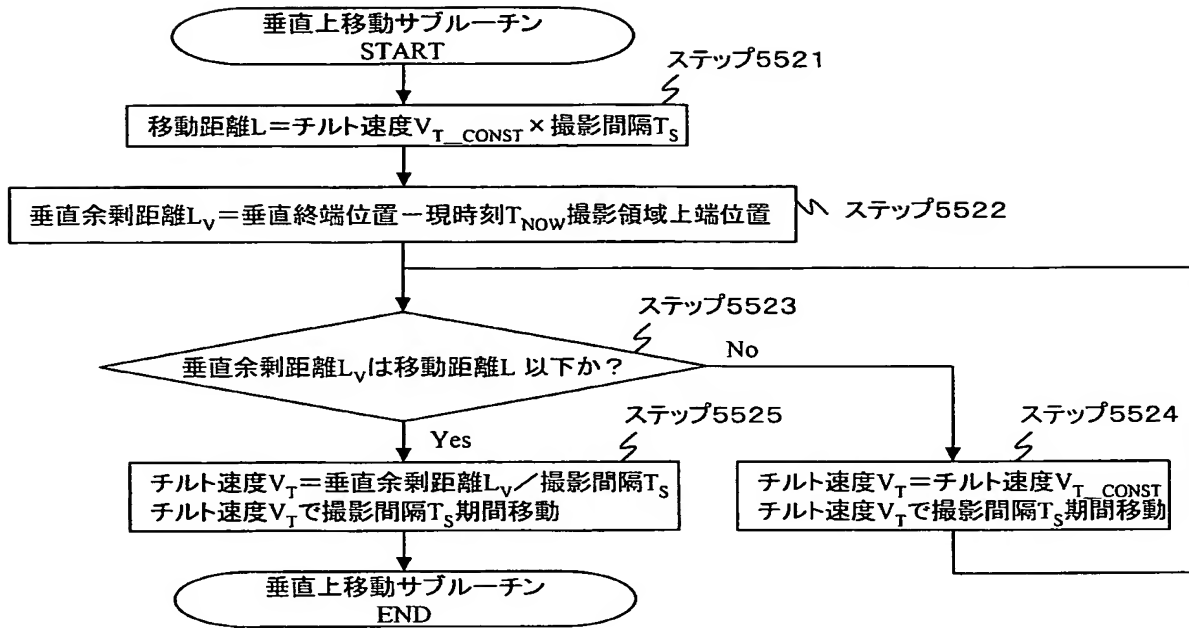 垂直上移動サブルーチン
START
ステップ5521
移動距離L=チルト速度VT_CONST×撮影間隔TS
垂直余剰距離LV=垂直終端位置－現時刻TNOW撮影領域上端位置
ステップ5522
ステップ5523
垂直余剰距離LVは移動距離L 以下か？
No
Yes
ステップ5525
チルト速度VT=垂直余剰距離LV／撮影間隔TS
チルト速度VTで撮影間隔TS期間移動
ステップ5524
チルト速度VT=チルト速度VT_CONST
チルト速度VTで撮影間隔TS期間移動
垂直上移動サブルーチン
END